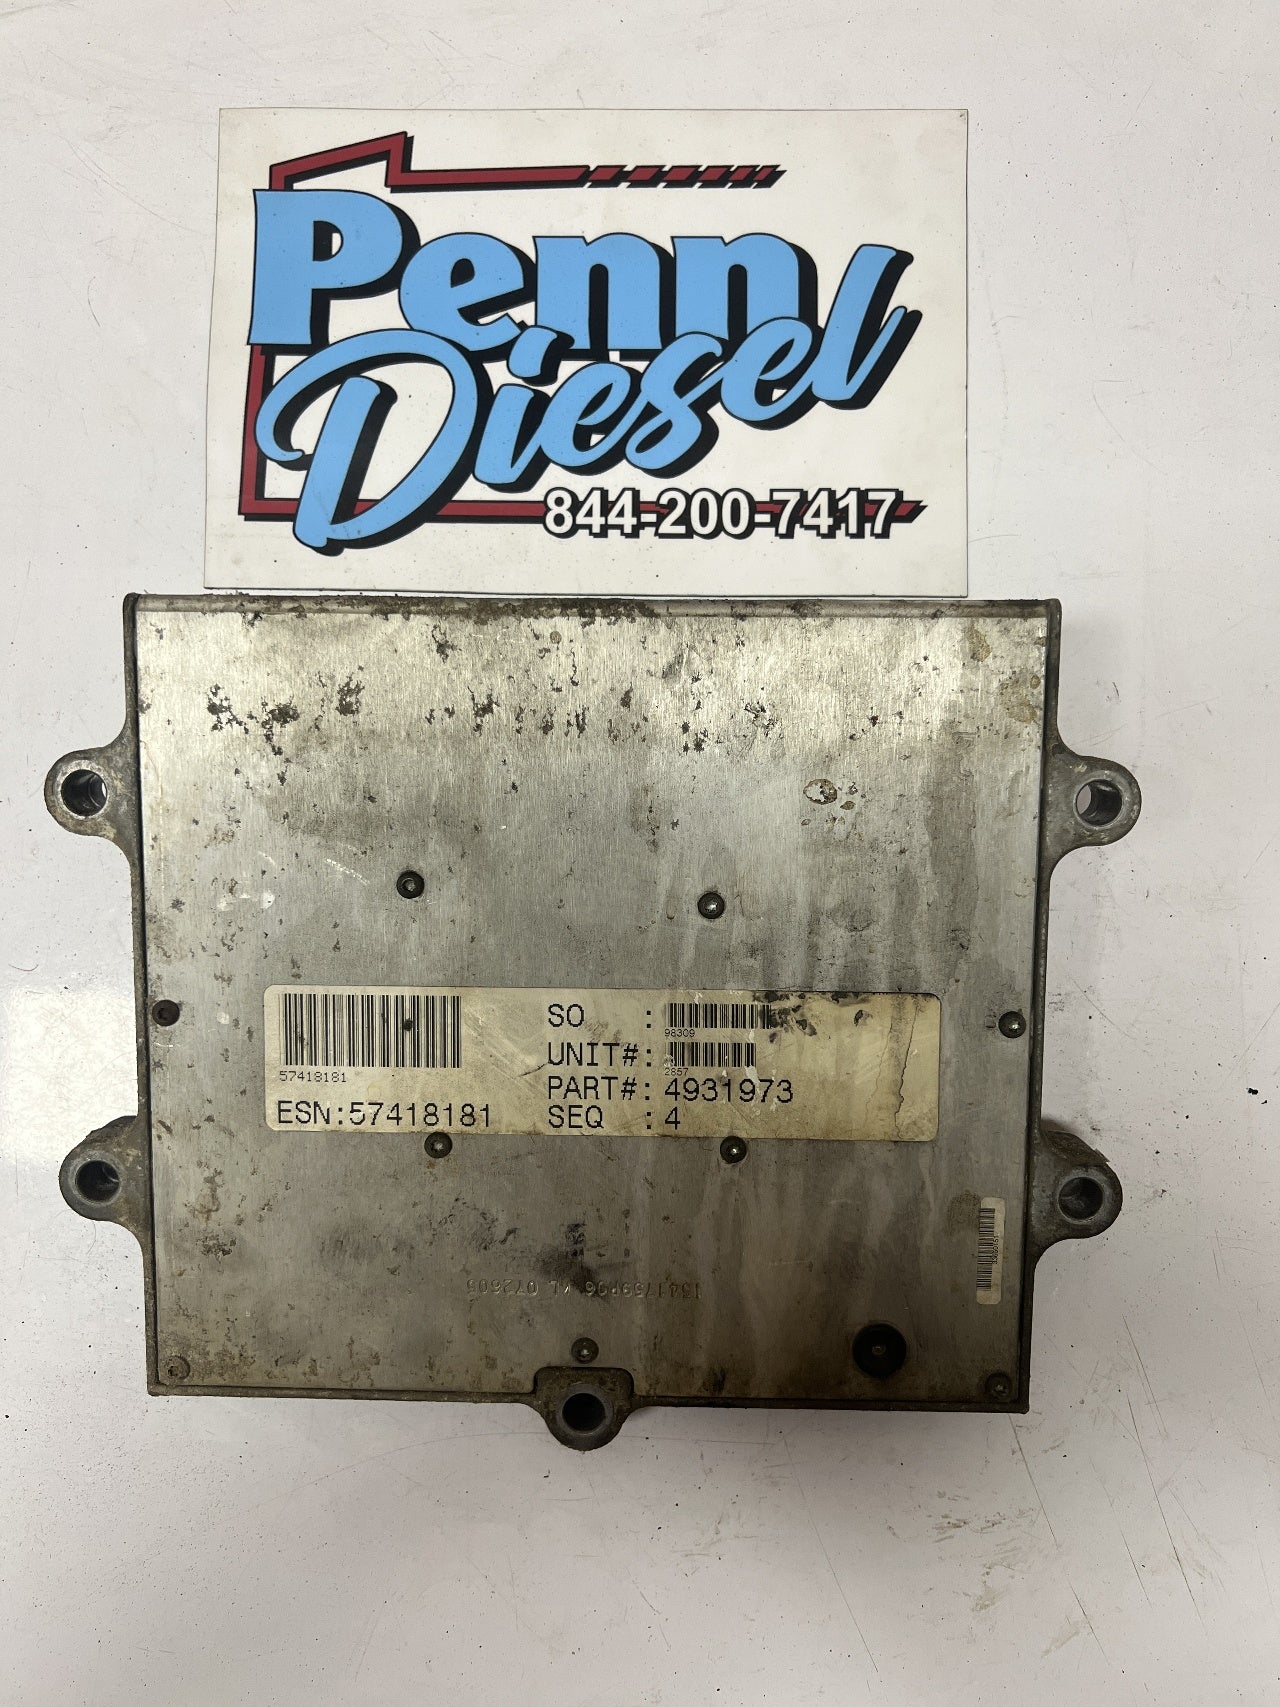 Penn
Diesel
844-200-7417
57418181
ESN:57418181
SO :
98309
UNIT#:
2857
PART#: 4931973
SEQ : 4